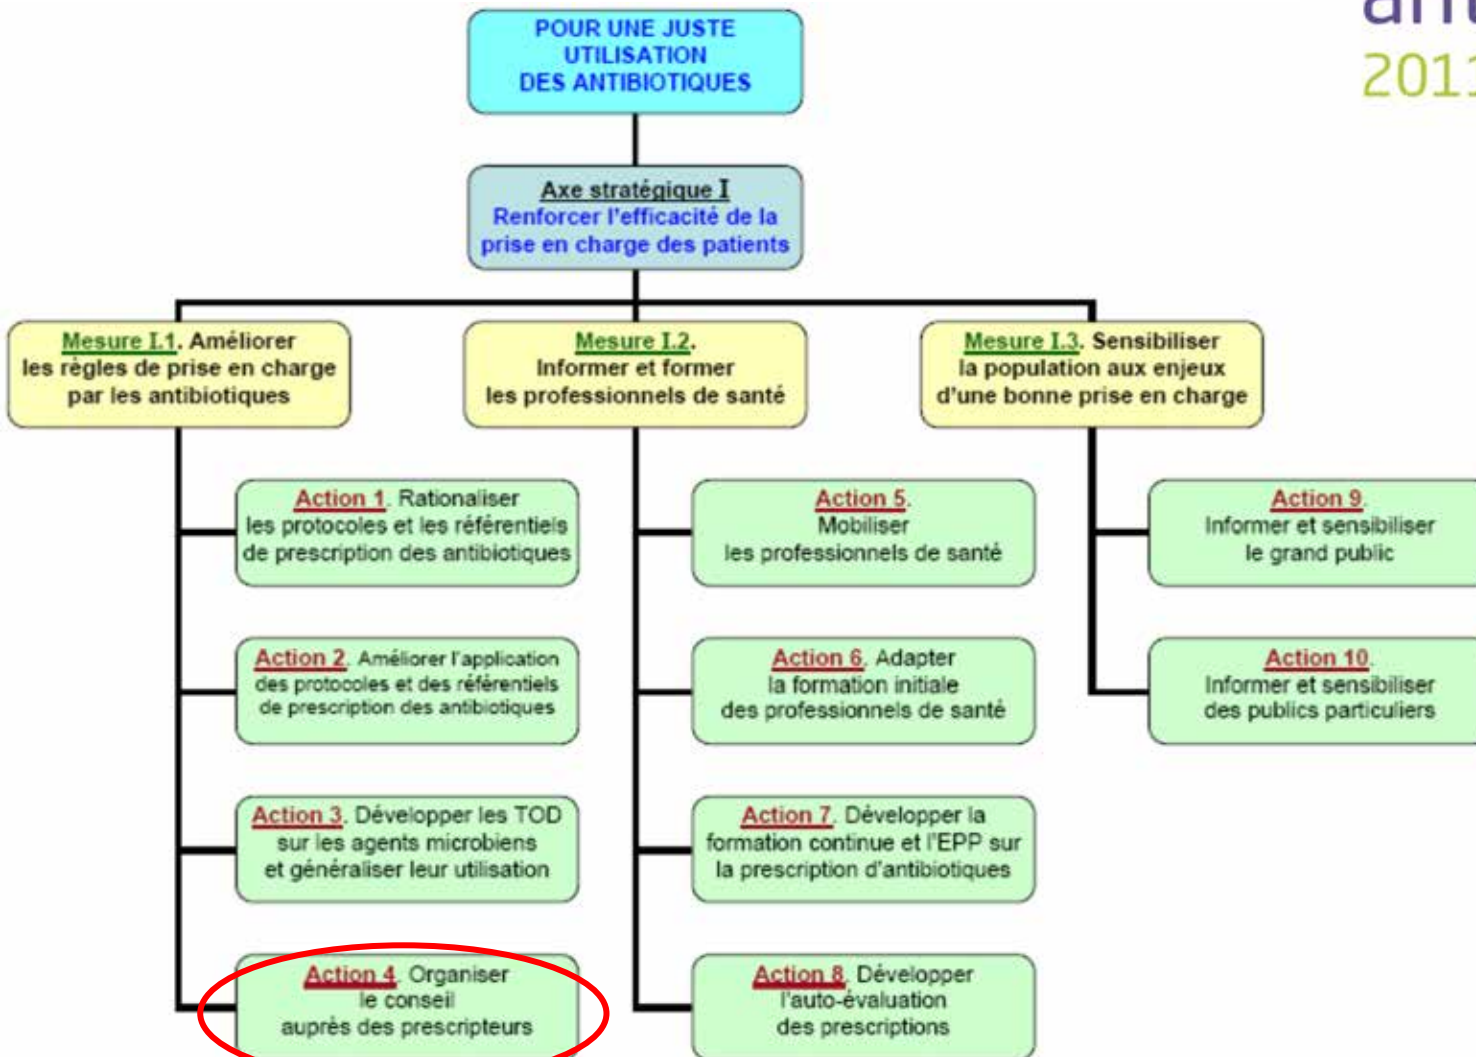 POUR UNE JUSTE
UTILISATION
DES ANTIBIOTIQUES
2011
Axe stratégique I
Renforcer l'efficacité de la
prise en charge des patients
Mesure I.1. Améliorer
les règles de prise en charge
par les antibiotiques
Mesure I.2.
Informer et former
les professionnels de santé
Mesure I.3. Sensibiliser
la population aux enjeux
d'une bonne prise en charge
Action 1. Rationaliser
les protocoles et les référentiels
de prescription des antibiotiques
Action 2. Améliorer l'application
des protocoles et des référentiels
de prescription des antibiotiques
Action 3. Développer les TOD
sur les agents microbiens
et généraliser leur utilisation
Action 4. Organiser
le conseil
auprès des prescripteurs
Action 5.
Mobiliser
les professionnels de santé
Action 6. Adapter
la formation initiale
des professionnels de santé
Action 7. Développer la
formation continue et l'EPP sur
la prescription d'antibiotiques
Action 8. Développer
l'auto-évaluation
des prescriptions
Action 9.
Informer et sensibiliser
le grand public
Action 10.
Informer et sensibiliser
des publics particuliers